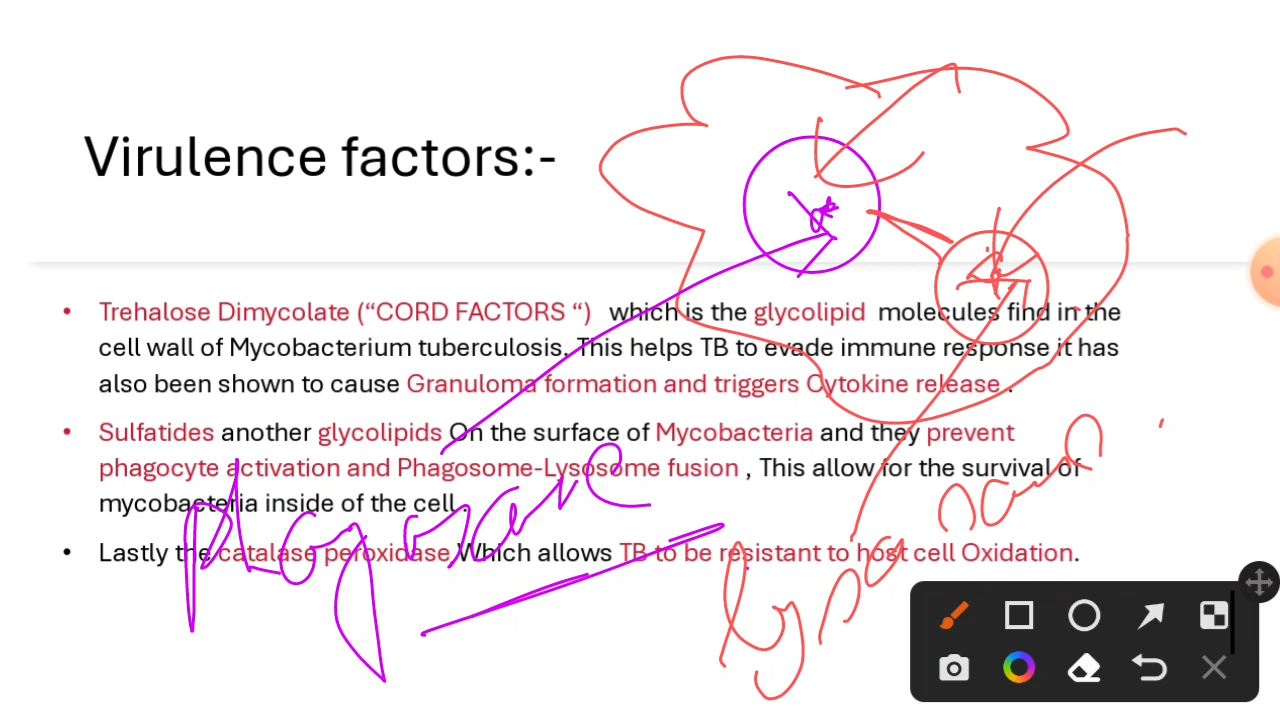 Virulence factors:-
• Trehalose Dimycolate (“CORD FACTORS “) which is the glycolipid molecules find in the
cell wall of Mycobacterium tuberculosis. This helps TB to evade immune response it has
also been shown to cause Granuloma formation and triggers Cytokine release .
• Sulfatides another glycolipids On the surface of Mycobacteria and they prevent
phagocyte activation and Phagosome-Lysosome fusion , This allow for the survival of
mycobacteria inside of the cell.
• Lastly the catalase peroxidase Which allows TB to be resistant to host cell Oxidation.